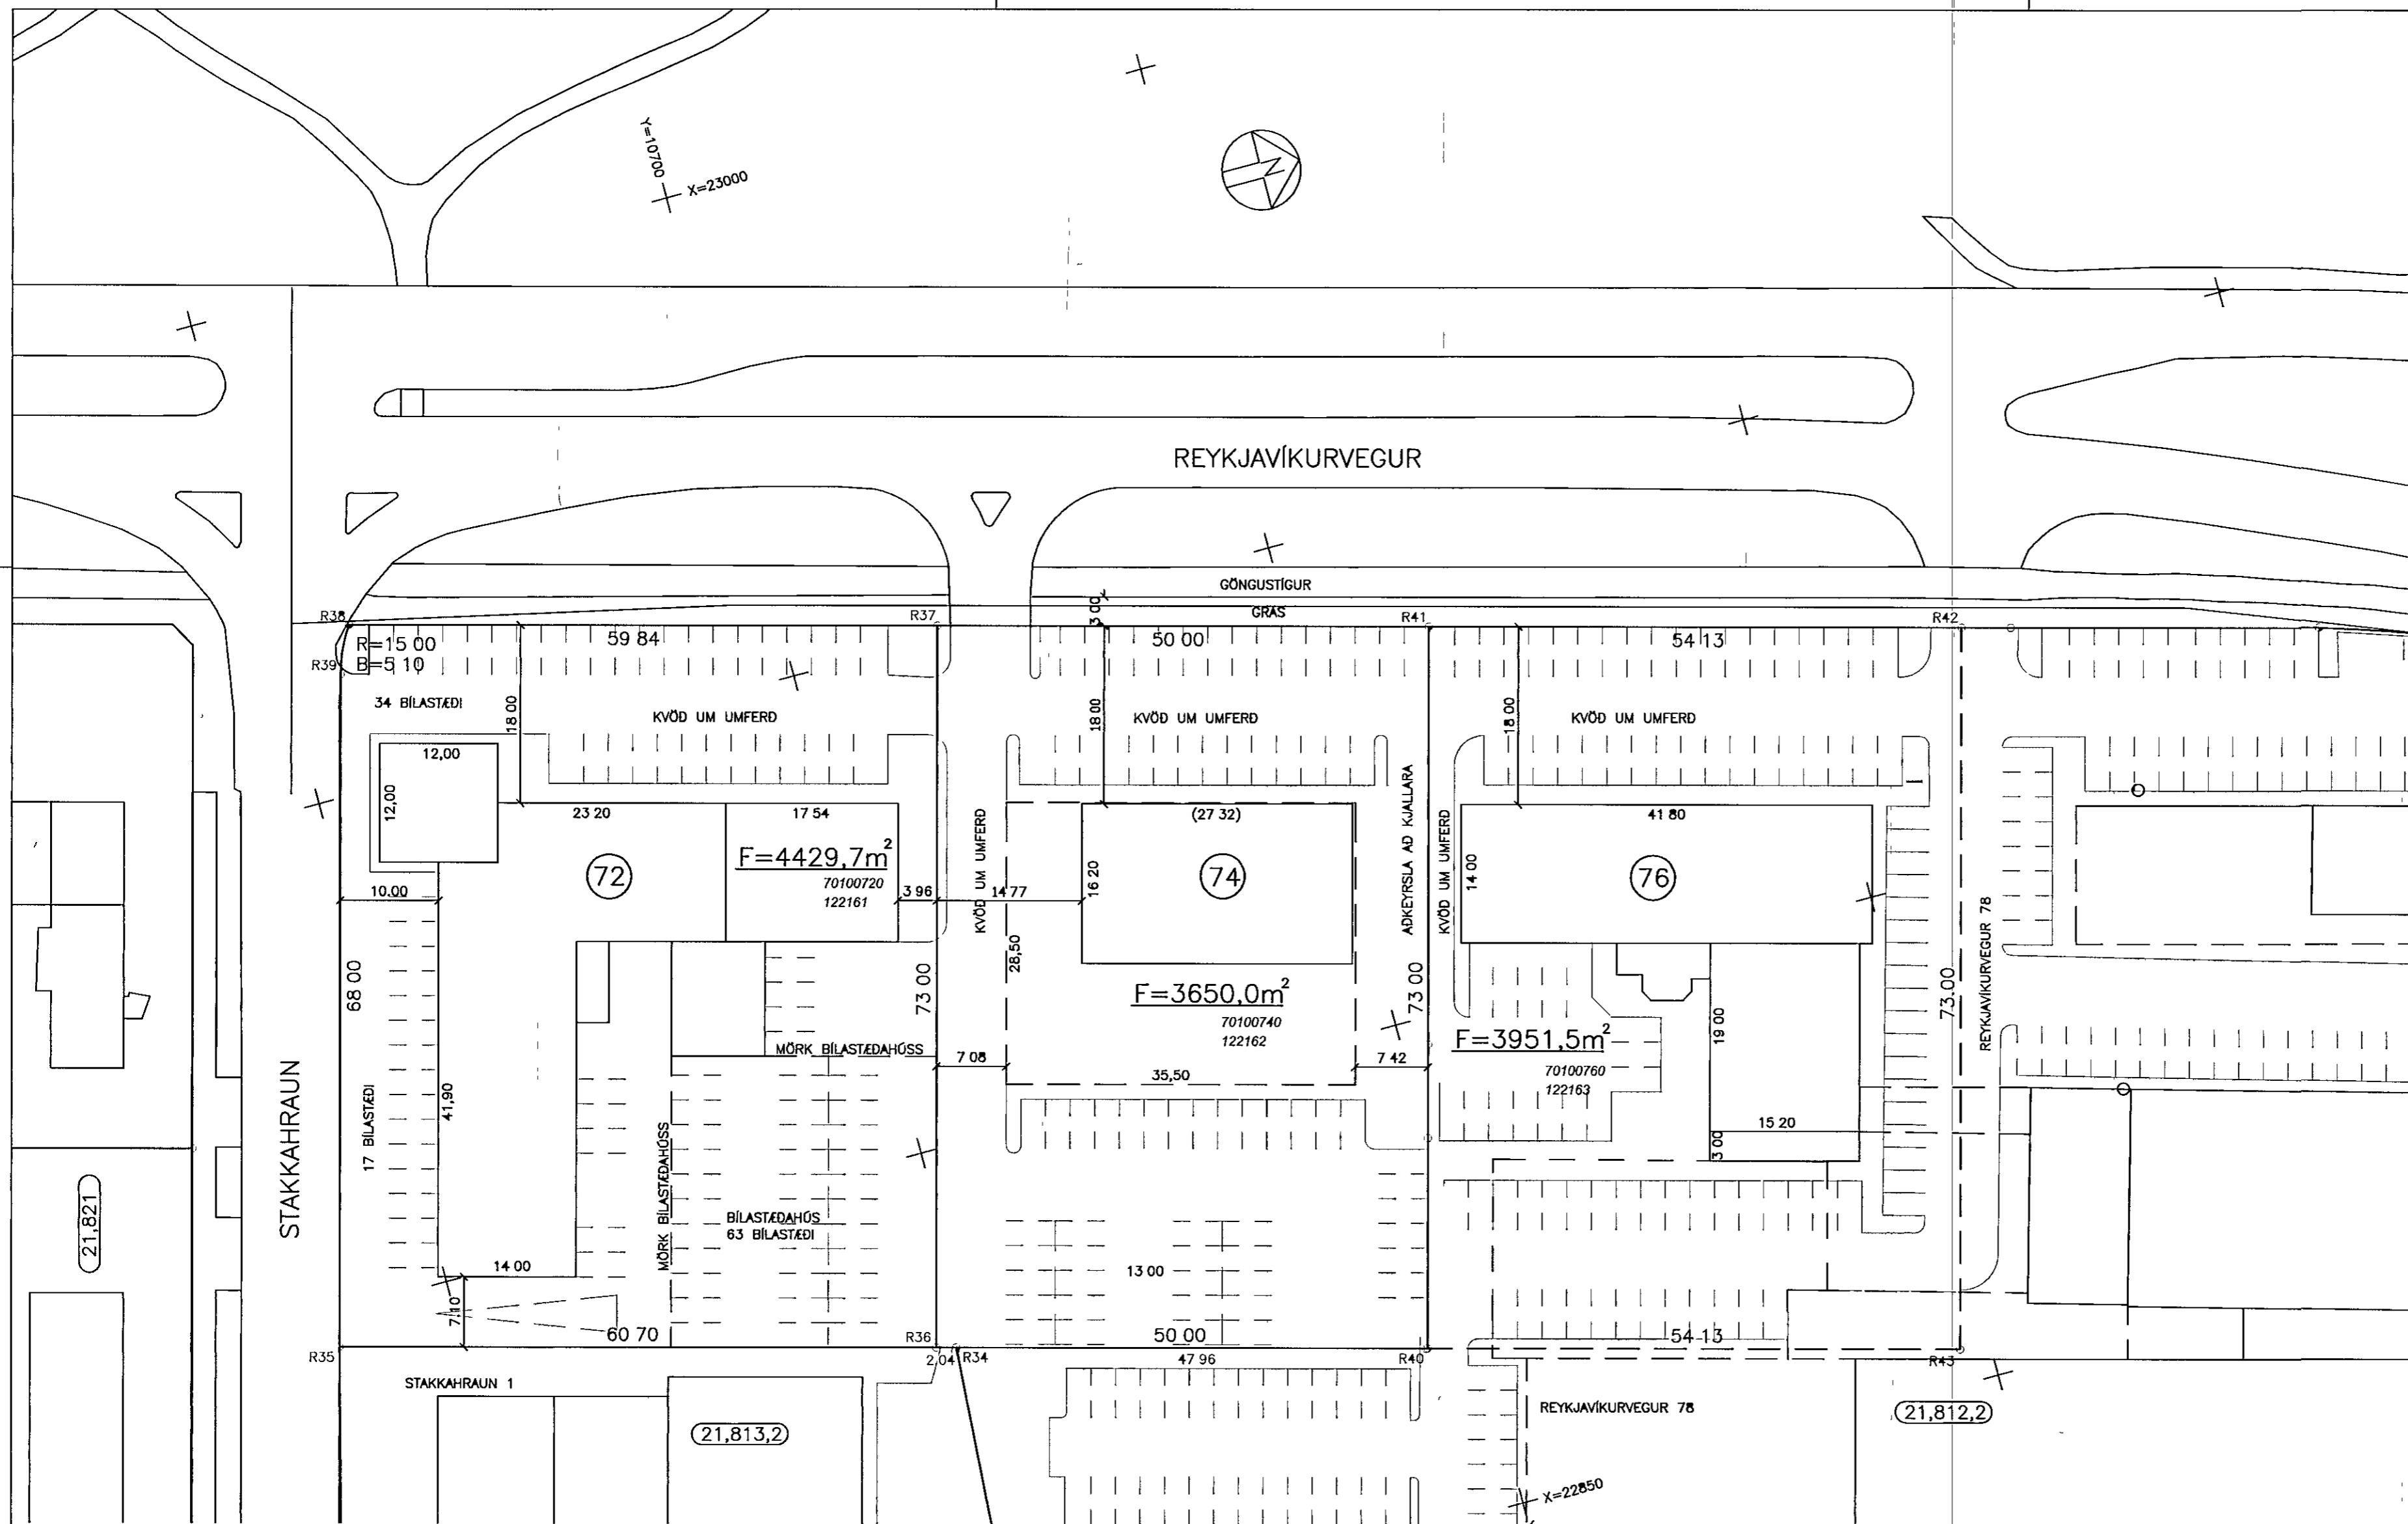 Y=10700
X=23000
N
REYKJAVÍKURVEGUR
GÖNGUSTÍGUR
3 00
GRAS
R38
R37
R41
R42
R=15 00
B=5 10
R39
59 84
50 00
54 13
34 BÍLASTÆÐI
18 00
KVÖÐ UM UMFERÐ
18 00
KVÖÐ UM UMFERÐ
18 00
KVÖÐ UM UMFERÐ
12,00
12,00
23 20
17 54
(27 32)
41 80
F=4429,7m²
72
70100720
122161
10.00
3 96
14 77
KVÖÐ UM UMFERÐ
16 20
74
AÐKEYRSLA AÐ KJALLARA
KVÖÐ UM UMFERÐ
14 00
76
28,50
68 00
73 00
F=3650,0m²
70100740
122162
73 00
F=3951,5m²
70100760
122163
19 00
73.00
REYKJAVÍKURVEGUR 78
MÖRK BÍLASTÆÐAHÚSS
7 08
35,50
7 42
STAKKAHRAUN
17 BÍLASTÆÐI
41,90
MÖRK BÍLASTÆÐAHÚSS
15 20
3 00
21,821
BÍLASTÆÐAHÚS
63 BÍLASTÆÐI
14 00
13 00
7.10
60 70
R36
50 00
54 13
R35
2,04
R34
47 96
R40
R43
STAKKAHRAUN 1
21,813,2
REYKJAVÍKURVEGUR 78
21,812,2
X=22850